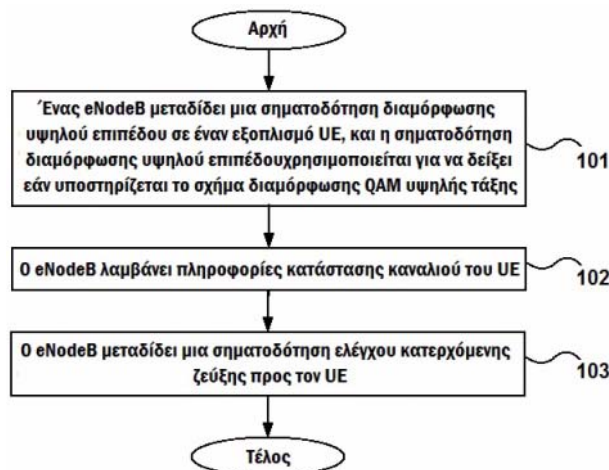 Αρχή
Ένας eNodeB μεταδίδει μια σηματοδότηση διαμόρφωσης
υψηλού επιπέδου σε έναν εξοπλισμό UE, και η σηματοδότηση
διαμόρφωσης υψηλού επιπέδουχρησιμοποιείται για να δείξει
εάν υποστηρίζεται το σχήμα διαμόρφωσης QAM υψηλής τάξης
101
Ο eNodeB λαμβάνει πληροφορίες κατάστασης καναλιού του UE
102
Ο eNodeB μεταδίδει μια σηματοδότηση ελέγχου κατερχόμενης
ζεύξης προς τον UE
103
Τέλος